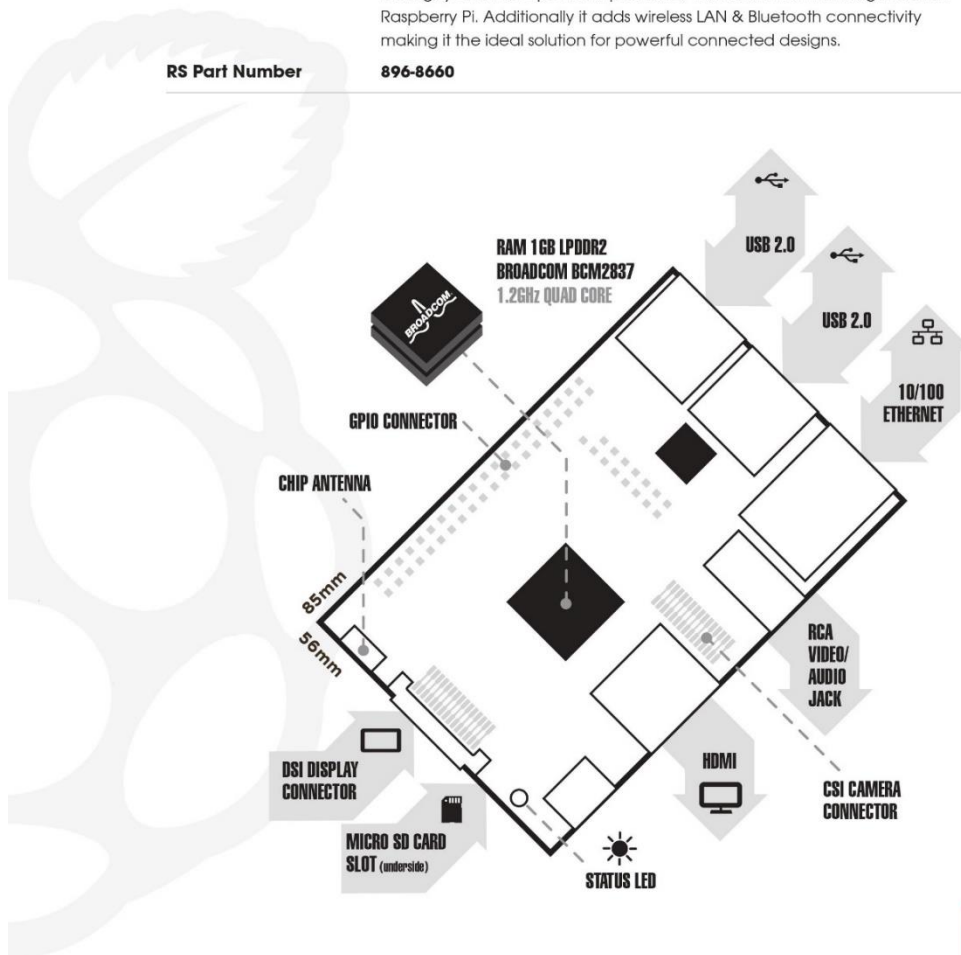 Raspberry Pi. Additionally it adds wireless LAN & Bluetooth connectivity
making it the ideal solution for powerful connected designs.
RS Part Number 896-8660
USB 2.0
RAM 1GB LPDDR2
BROADCOM BCM2837
1.2GHz QUAD CORE
BROADCOM
USB 2.0
10/100
ETHERNET
GPIO CONNECTOR
CHIP ANTENNA
85mm
56mm
RCA
VIDEO/
AUDIO
JACK
DSI DISPLAY
CONNECTOR
HDMI
CSI CAMERA
CONNECTOR
MICRO SD CARD
SLOT (underside)
STATUS LED